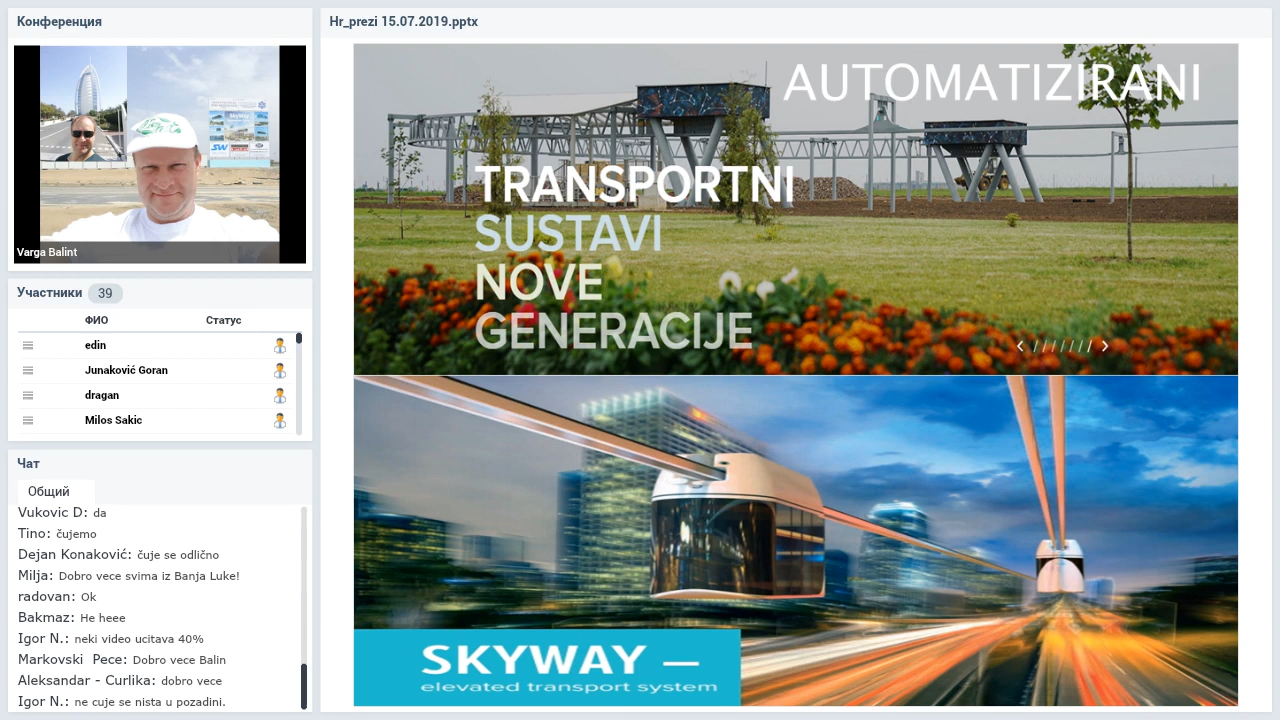 Конференция
Varga Balint
Участники 39
ФИО Статус
edin
Junaković Goran
dragan
Milos Sakic
Чат
Общий
Vukovic D: da
Tino: čujemo
Dejan Konaković: čuje se odlično
Milja: Dobro vece svima iz Banja Luke!
radovan: Ok
Bakmaz: He heee
Igor N.: neki video ucitava 40%
Markovski Pece: Dobro vece Balin
Aleksandar - Curlika: dobro vece
Igor N.: ne cuje se nista u pozadini.
Hr_prezi 15.07.2019.pptx
AUTOMATIZIRANI
TRANSPORTNI
SUSTAVI
NOVE
GENERACIJE
SKYWAY —
elevated transport system